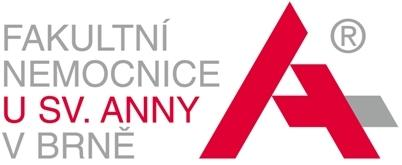 FAKULTNÍ
NEMOCNICE
U SV. ANNY
V BRNĚ
®